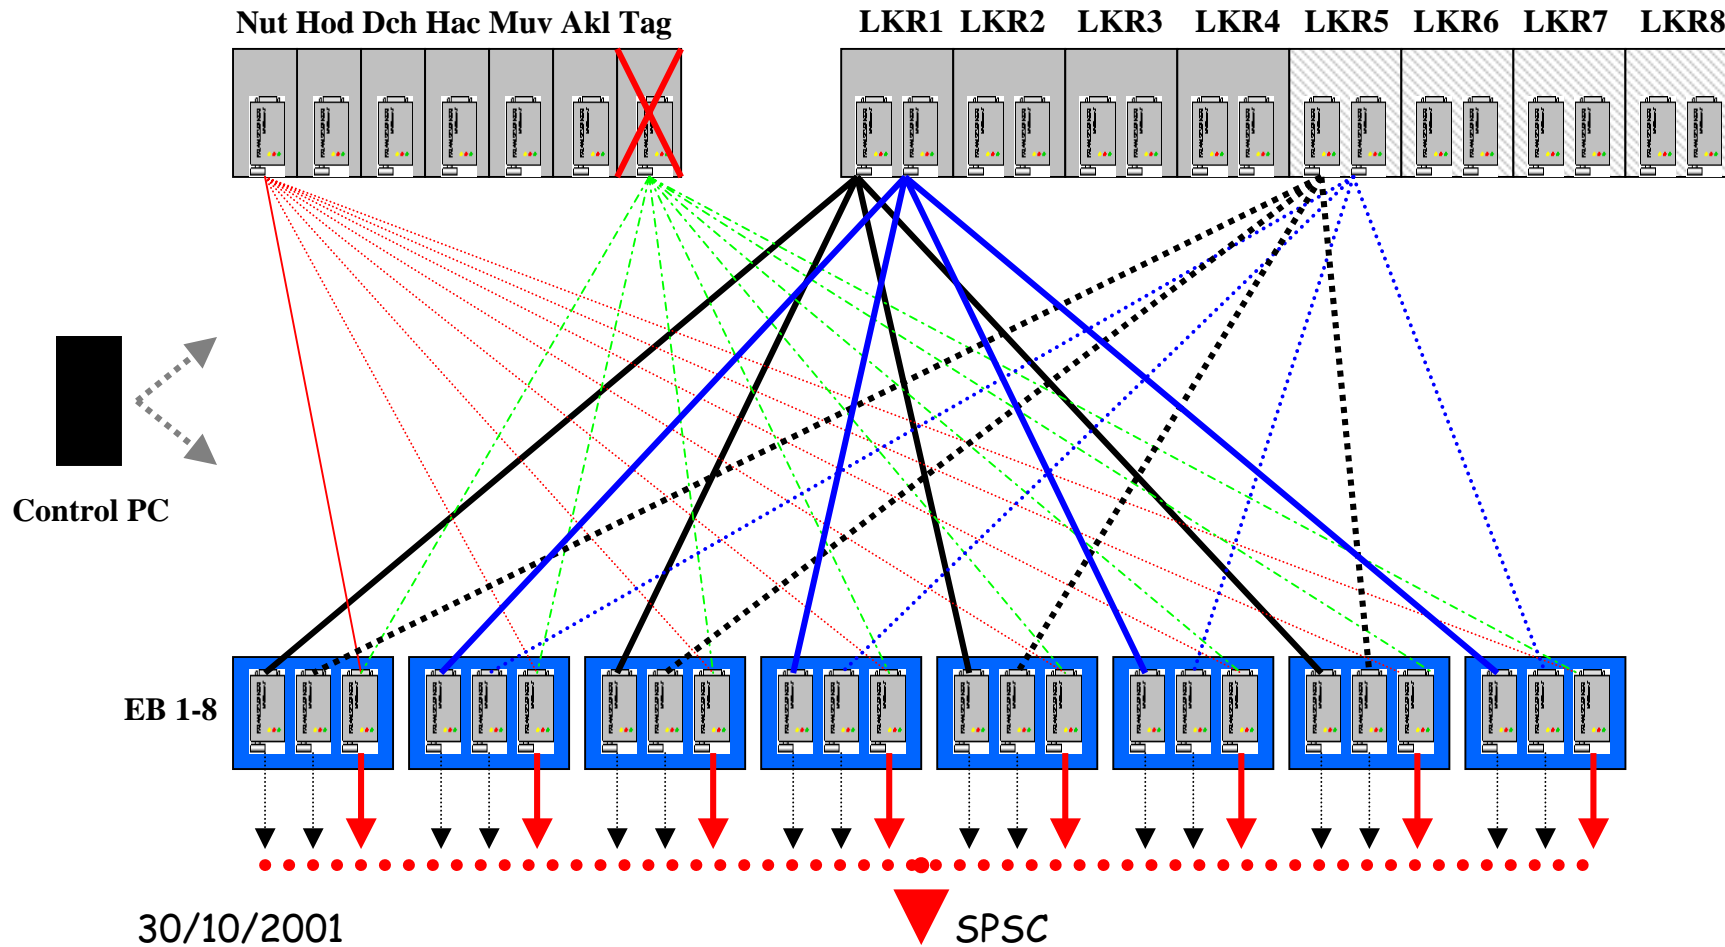 Nut Hod Dch Hac Muv Akl Tag
LKR1 LKR2 LKR3 LKR4 LKR5 LKR6 LKR7 LKR8
Control PC
EB 1-8
30/10/2001
SPSC